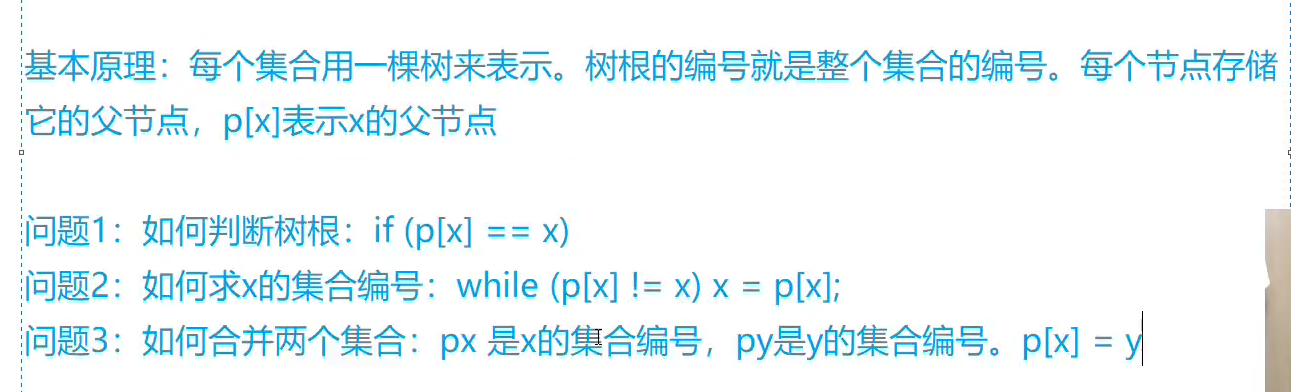 基本原理：每个集合用一棵树来表示。树根的编号就是整个集合的编号。每个节点存储
它的父节点，p[x]表示x的父节点
问题1：如何判断树根：if (p[x] == x)
问题2：如何求x的集合编号：while (p[x] != x) x = p[x];
问题3：如何合并两个集合：px 是x的集合编号，py是y的集合编号。p[x] = y